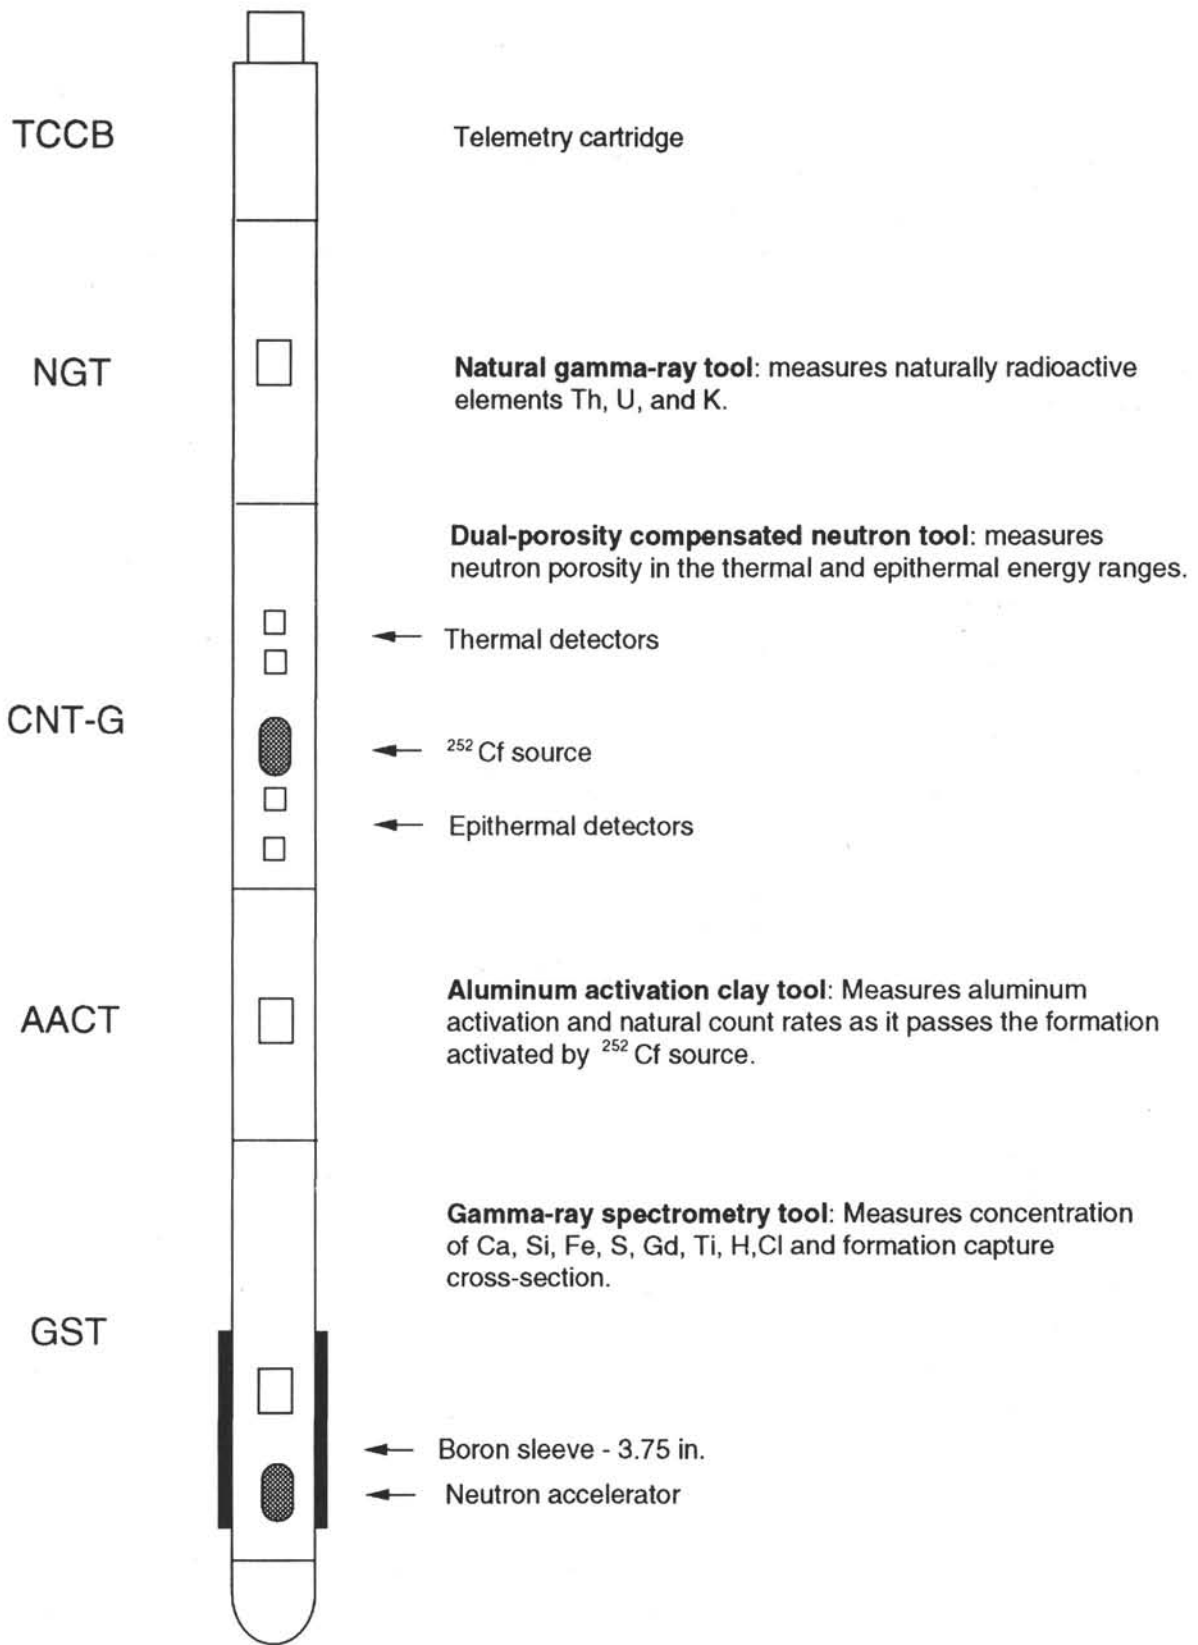 TCCB
Telemetry cartridge
NGT
Natural gamma-ray tool: measures naturally radioactive
elements Th, U, and K.
Dual-porosity compensated neutron tool: measures
neutron porosity in the thermal and epithermal energy ranges.
Thermal detectors
CNT-G
252 Cf source
Epithermal detectors
AACT
Aluminum activation clay tool: Measures aluminum
activation and natural count rates as it passes the formation
activated by 252 Cf source.
Gamma-ray spectrometry tool: Measures concentration
of Ca, Si, Fe, S, Gd, Ti, H,Cl and formation capture
cross-section.
GST
Boron sleeve - 3.75 in.
Neutron accelerator